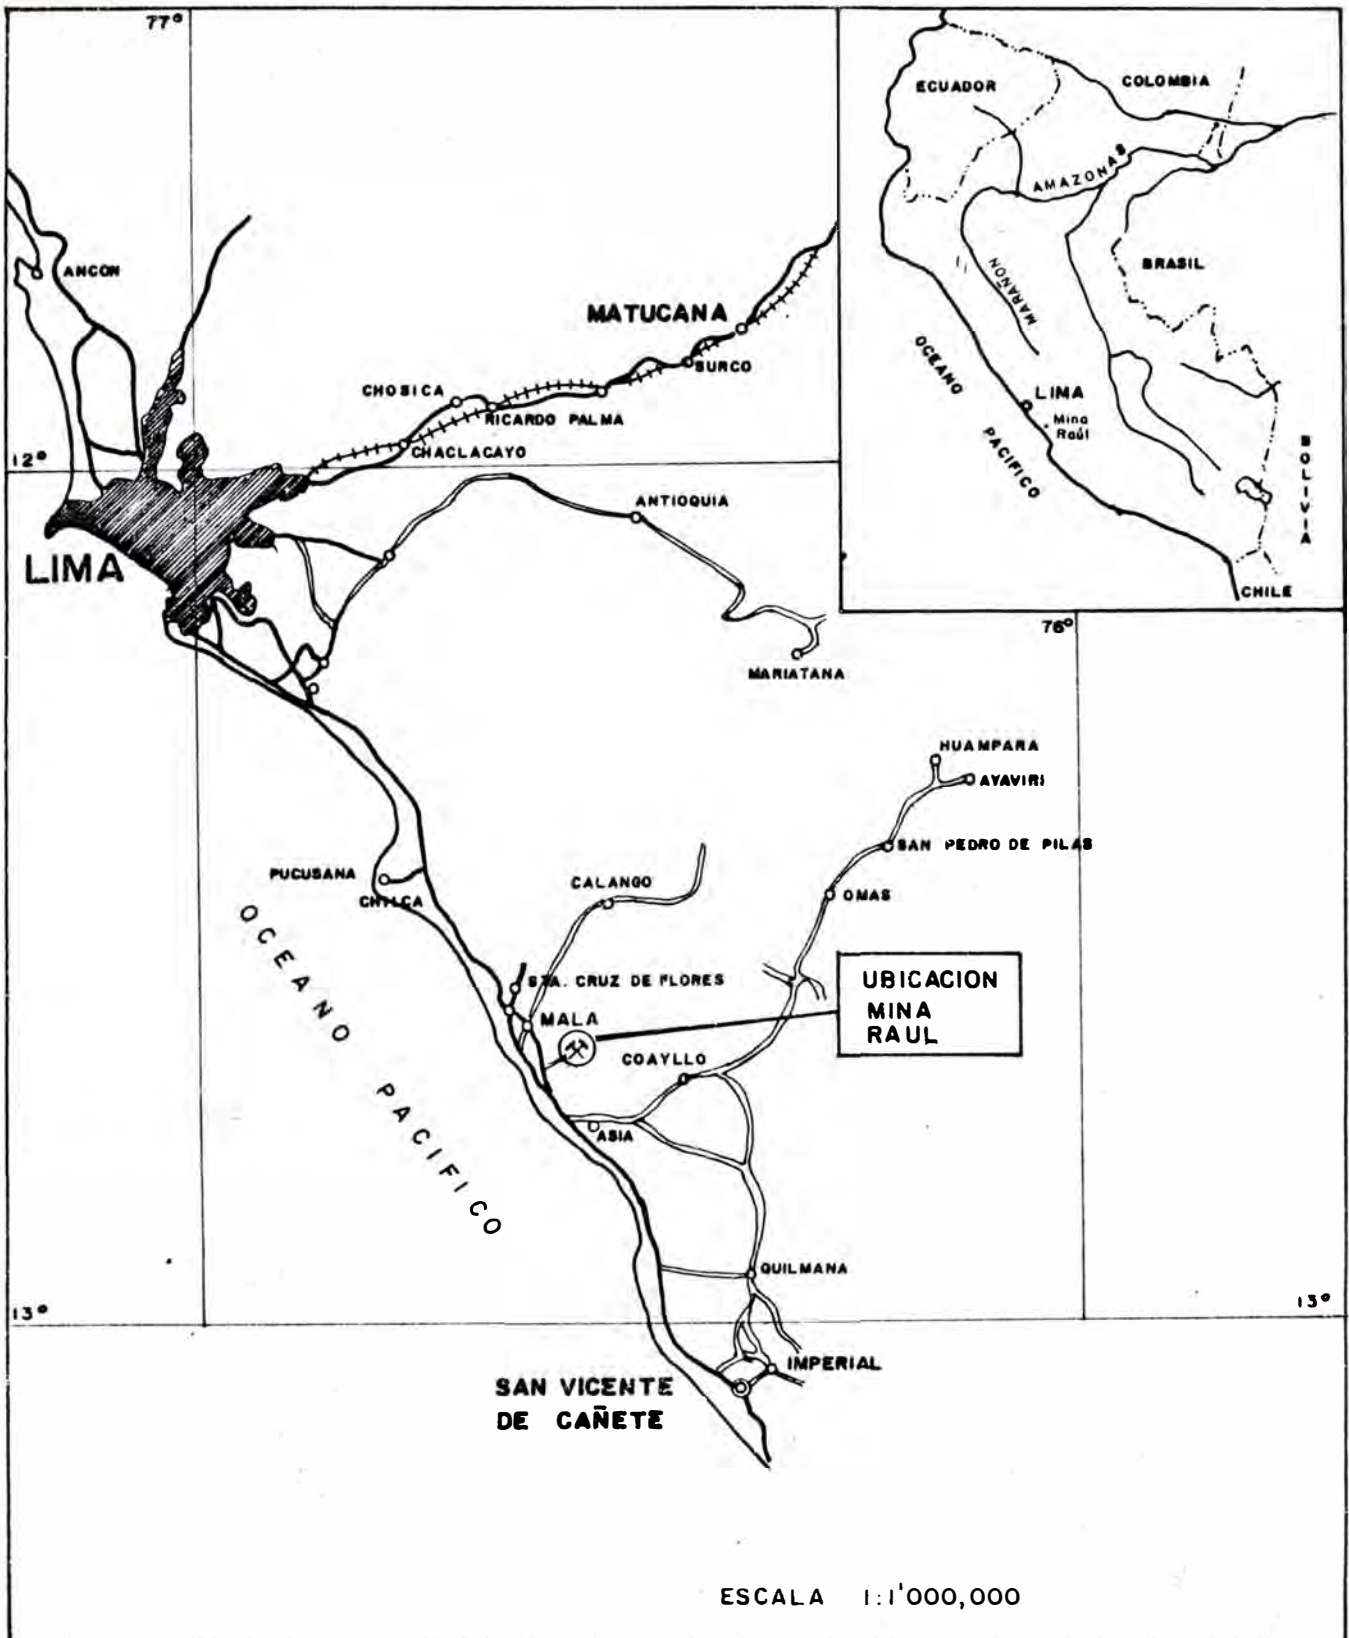 77°
ECUADOR
COLOMBIA
AMAZONAS
BRASIL
MARAÑON
OCEANO PACIFICO
LIMA
Mina
Raúl
BOLIVIA
CHILE
ANCON
MATUCANA
SURCO
CHOSICA
RICARDO PALMA
CHACLACAYO
12°
ANTIOQUIA
LIMA
76°
MARIATANA
HUAMPARA
AYAVIRI
SAN PEDRO DE PILAS
PUCUSANA
CALANGO
CHILCA
OMAS
OCEANO PACIFICO
STA. CRUZ DE FLORES
UBICACION
MINA
RAUL
MALA
COAYLLO
ASIA
QUILMANA
13°
13°
IMPERIAL
SAN VICENTE
DE CAÑETE
ESCALA 1:1'000,000